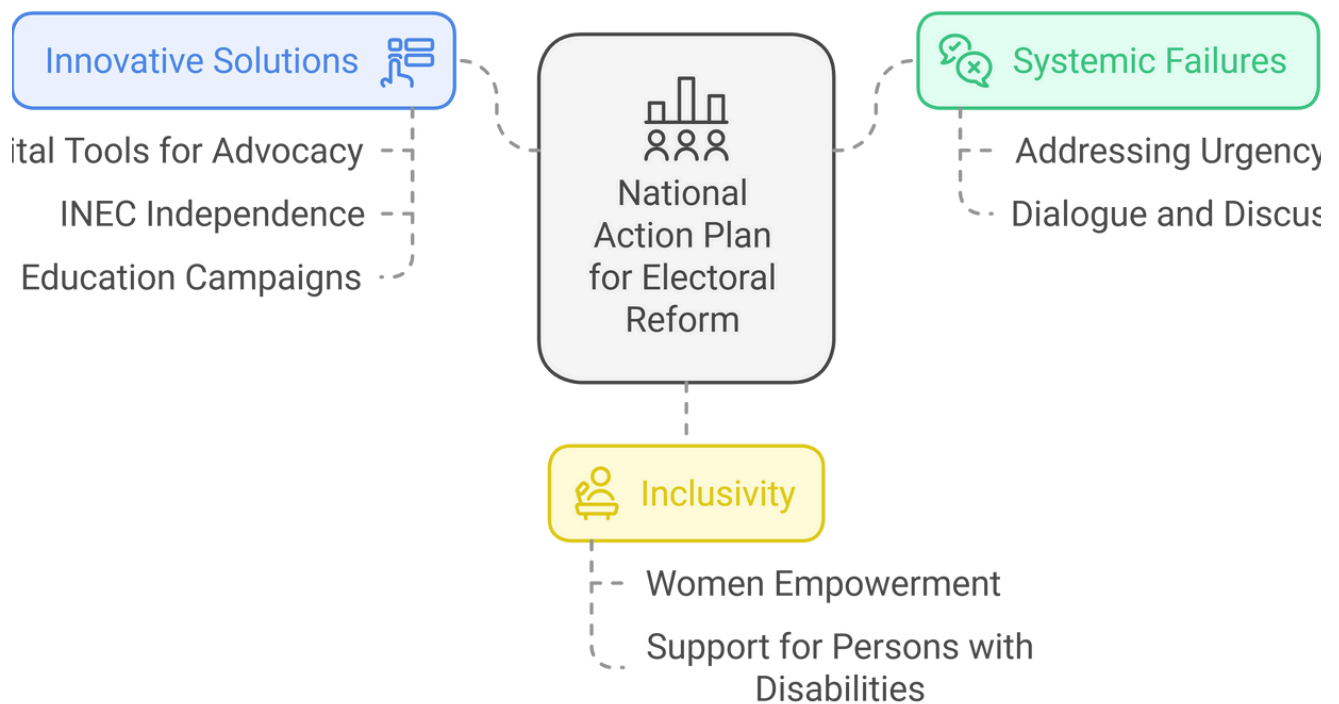 Innovative Solutions
ital Tools for Advocacy
INEC Independence
Education Campaigns
National
Action Plan
for Electoral
Reform
Systemic Failures
Addressing Urgency
Dialogue and Discus
Inclusivity
Women Empowerment
Support for Persons with
Disabilities